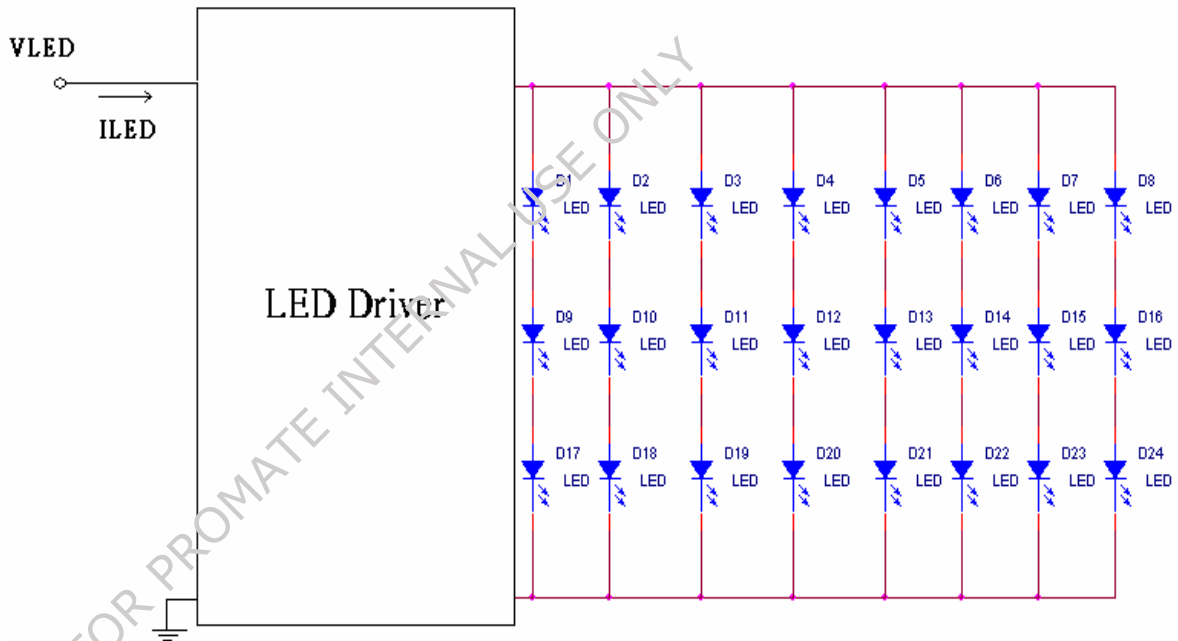 VLED
ILED
LED Driver
D1 D2 D3 D4 D5 D6 D7 D8
LED LED LED LED LED LED LED LED
D9 D10 D11 D12 D13 D14 D15 D16
LED LED LED LED LED LED LED LED
D17 D18 D19 D20 D21 D22 D23 D24
LED LED LED LED LED LED LED LED
FOR PROMATE INTERNAL USE ONLY